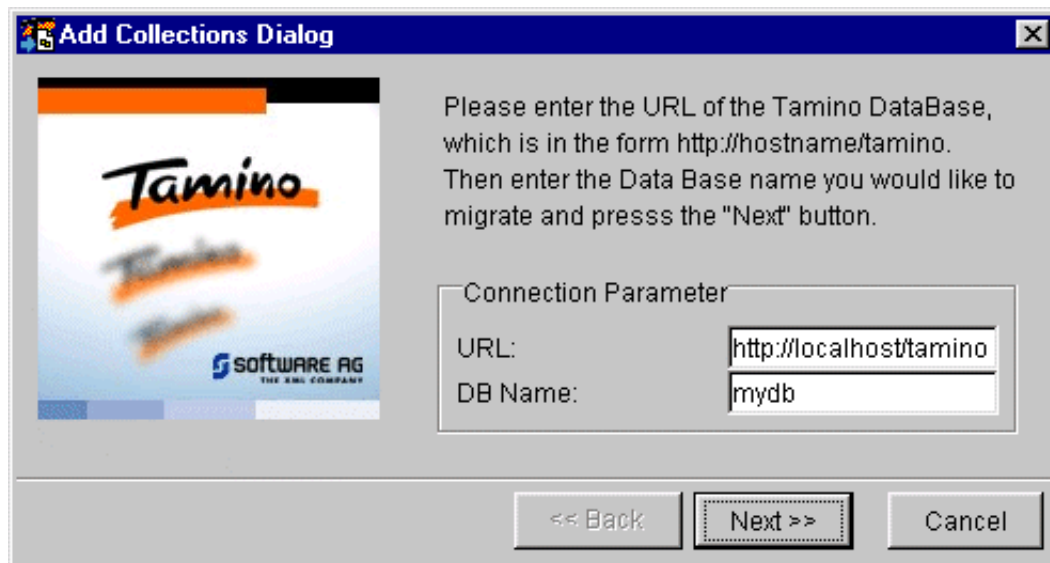 Add Collections Dialog
Tamino
Tamino
Tamino
software AG
THE XML COMPANY
Please enter the URL of the Tamino DataBase,
which is in the form http://hostname/tamino.
Then enter the Data Base name you would like to
migrate and presss the "Next" button.
Connection Parameter
URL:
http://localhost/tamino
DB Name:
mydb
<< Back
Next >>
Cancel